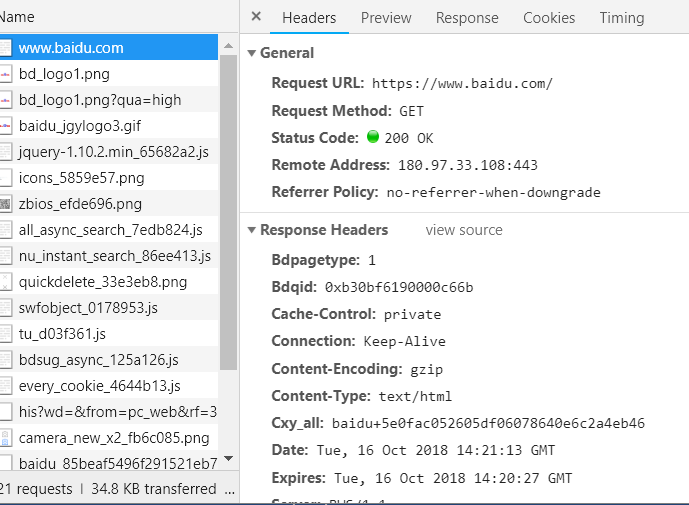 Name
www.baidu.com
bd_logo1.png
bd_logo1.png?qua=high
baidu_jgylogo3.gif
jquery-1.10.2.min_65682a2.js
icons_5859e57.png
zbios_efde696.png
all_async_search_7edb824.js
nu_instant_search_86ee413.js
quickdelete_33e3eb8.png
swfobject_0178953.js
tu_d03f361.js
bdsug_async_125a126.js
every_cookie_4644b13.js
his?wd=&from=pc_web&rf=3
camera_new_x2_fb6c085.png
baidu_85beaf5496f291521eb7
21 requests | 34.8 KB transferred ...
× Headers Preview Response Cookies Timing
General
Request URL: https://www.baidu.com/
Request Method: GET
Status Code: 200 OK
Remote Address: 180.97.33.108:443
Referrer Policy: no-referrer-when-downgrade
Response Headers view source
Bdpagetype: 1
Bdqid: 0xb30bf6190000c66b
Cache-Control: private
Connection: Keep-Alive
Content-Encoding: gzip
Content-Type: text/html
Cxy_all: baidu+5e0fac052605df06078640e6c2a4eb46
Date: Tue, 16 Oct 2018 14:21:13 GMT
Expires: Tue, 16 Oct 2018 14:20:27 GMT
Server: BWS/1.1